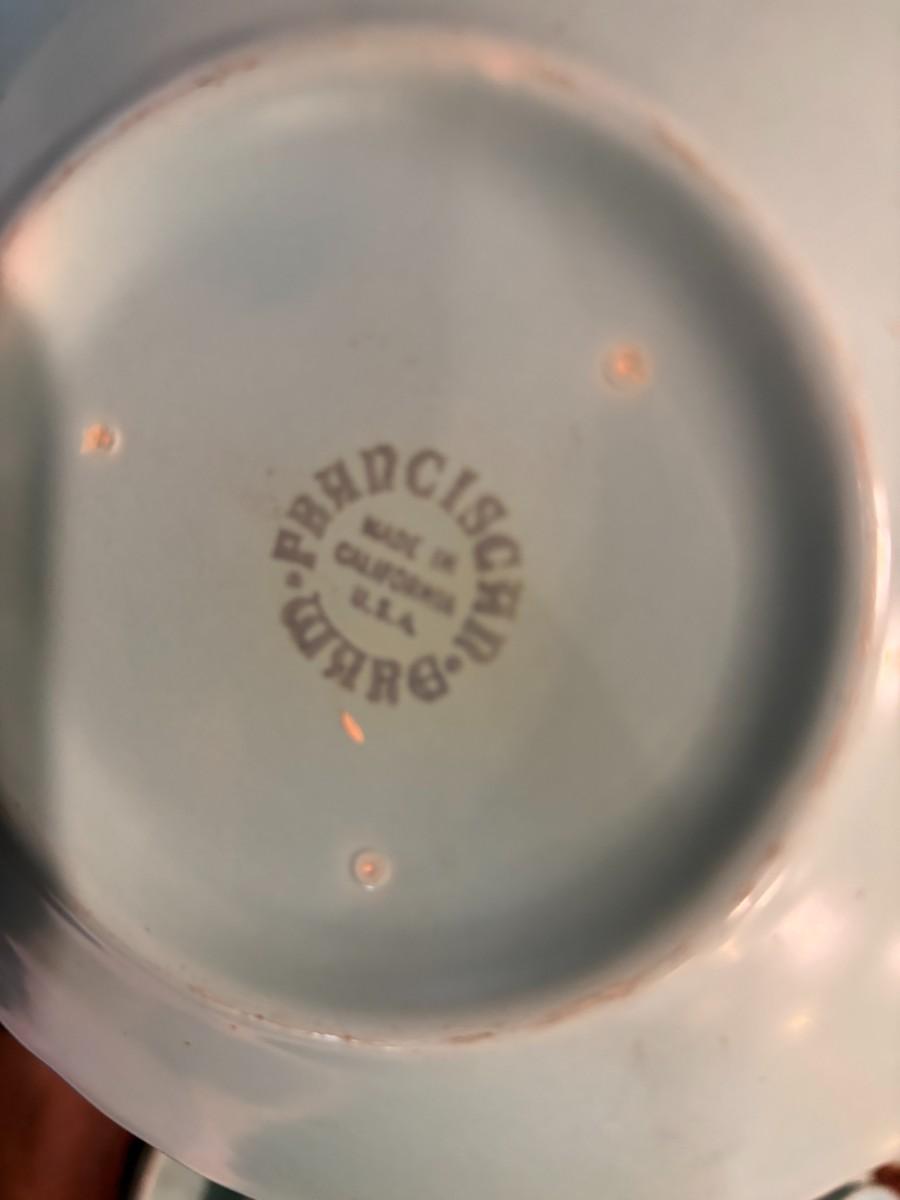 FRANCISCAN
MADE IN
CALIFORNIA
U.S.A.
WARE